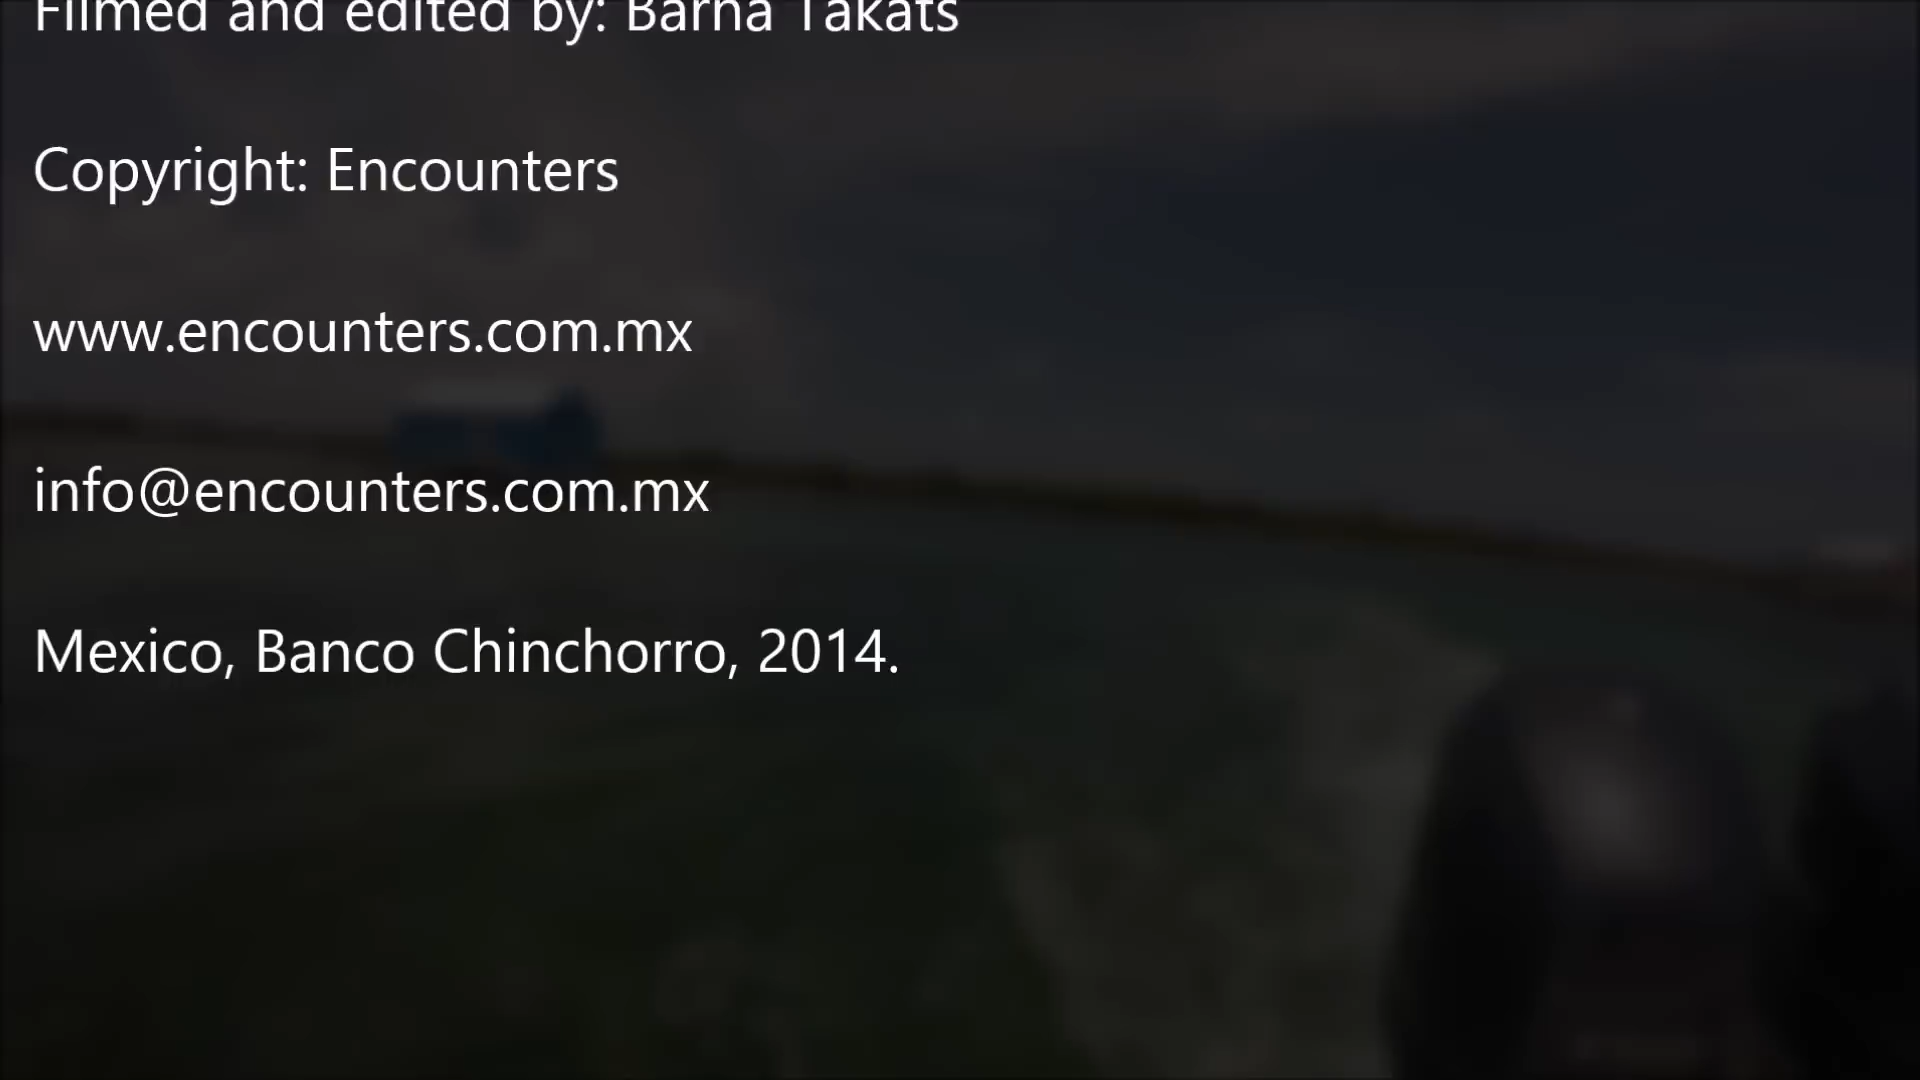 Filmed and edited by: Barna Takats
Copyright: Encounters
www.encounters.com.mx
info@encounters.com.mx
Mexico, Banco Chinchorro, 2014.